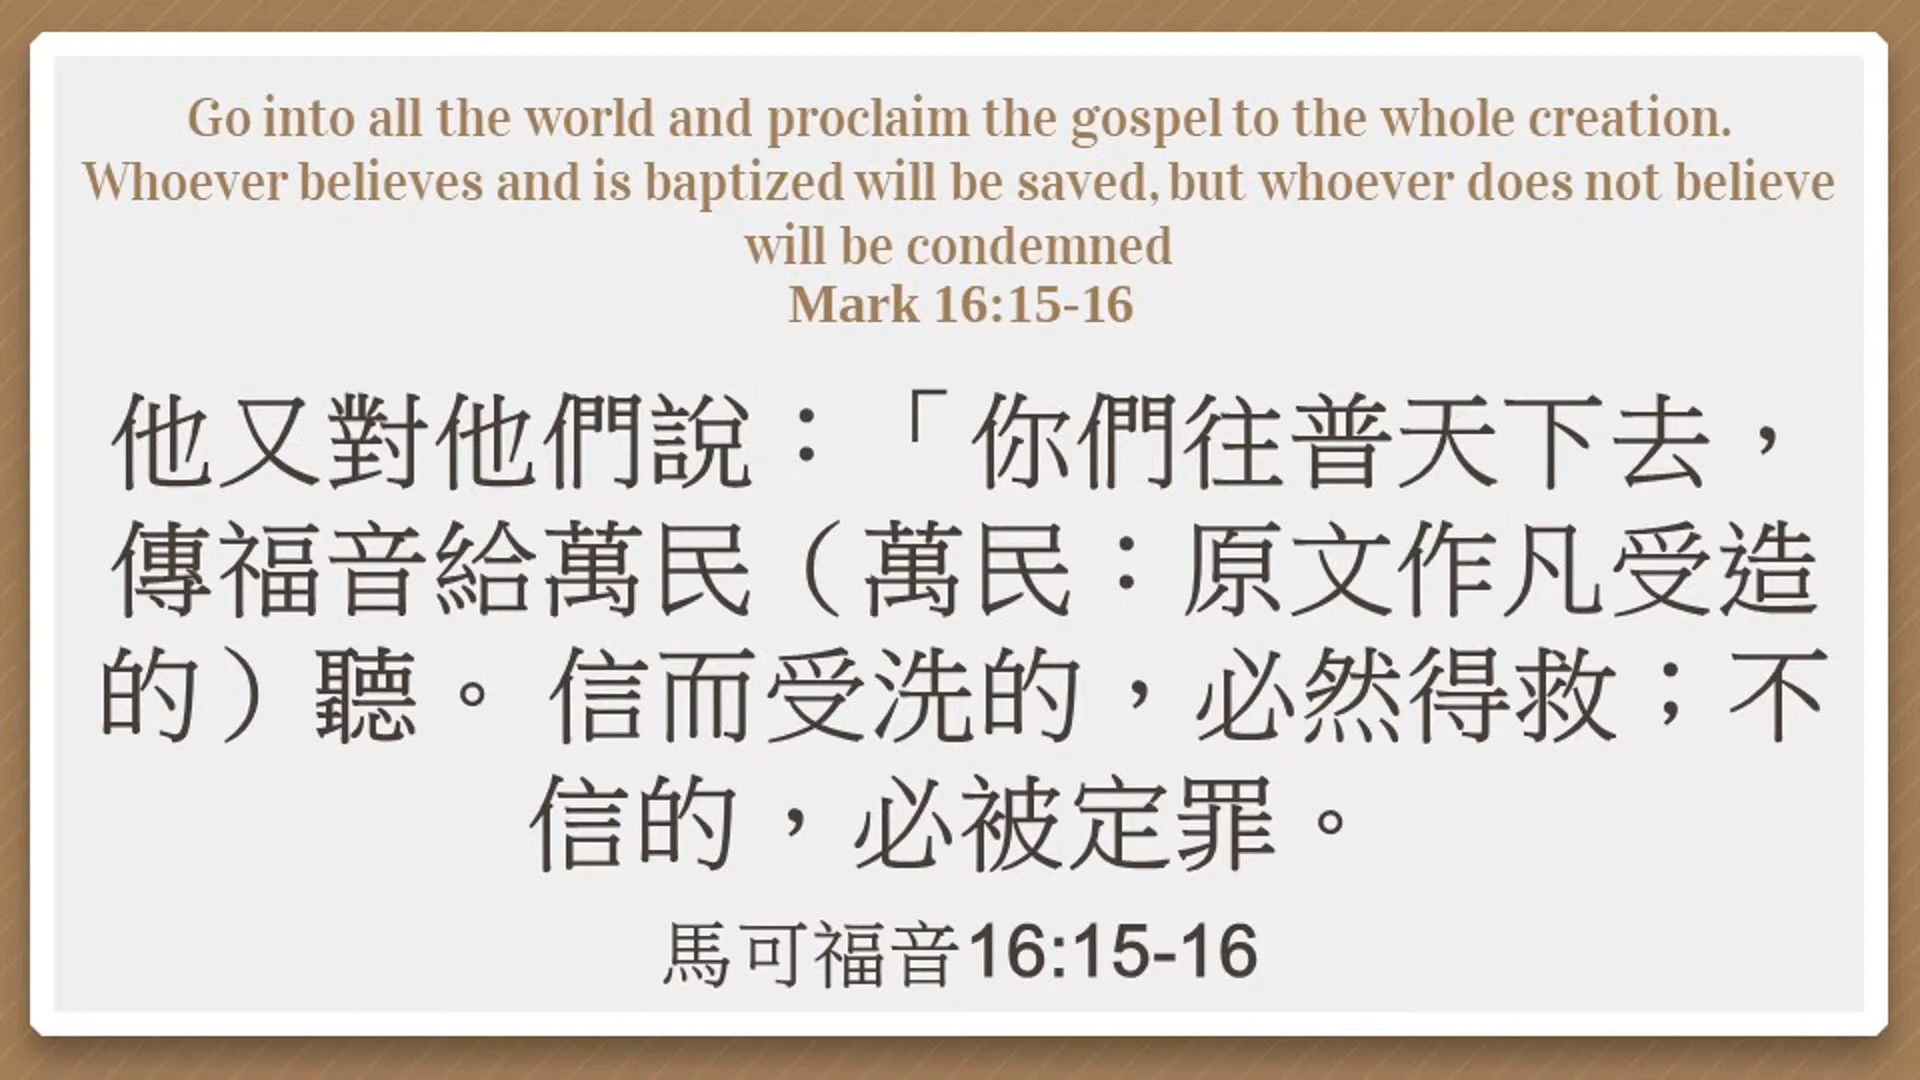 Go into all the world and proclaim the gospel to the whole creation.
Whoever believes and is baptized will be saved, but whoever does not believe
will be condemned
Mark 16:15-16
他又對他們說：「你們往普天下去，
傳福音給萬民（萬民：原文作凡受造
的）聽。 信而受洗的，必然得救；不
信的，必被定罪。
馬可福音16:15-16